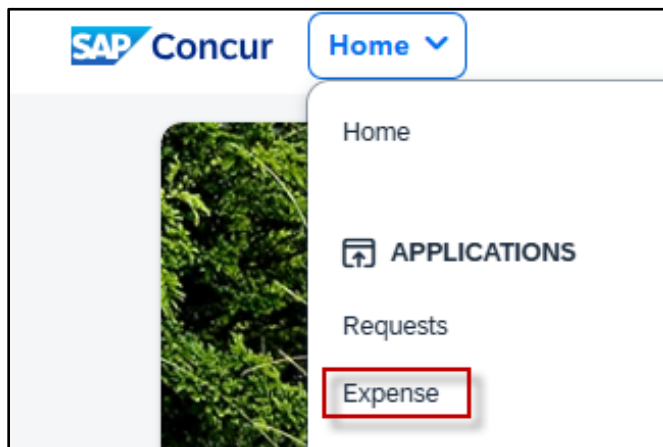 SAP Concur Home
Home
APPLICATIONS
Requests
Expense